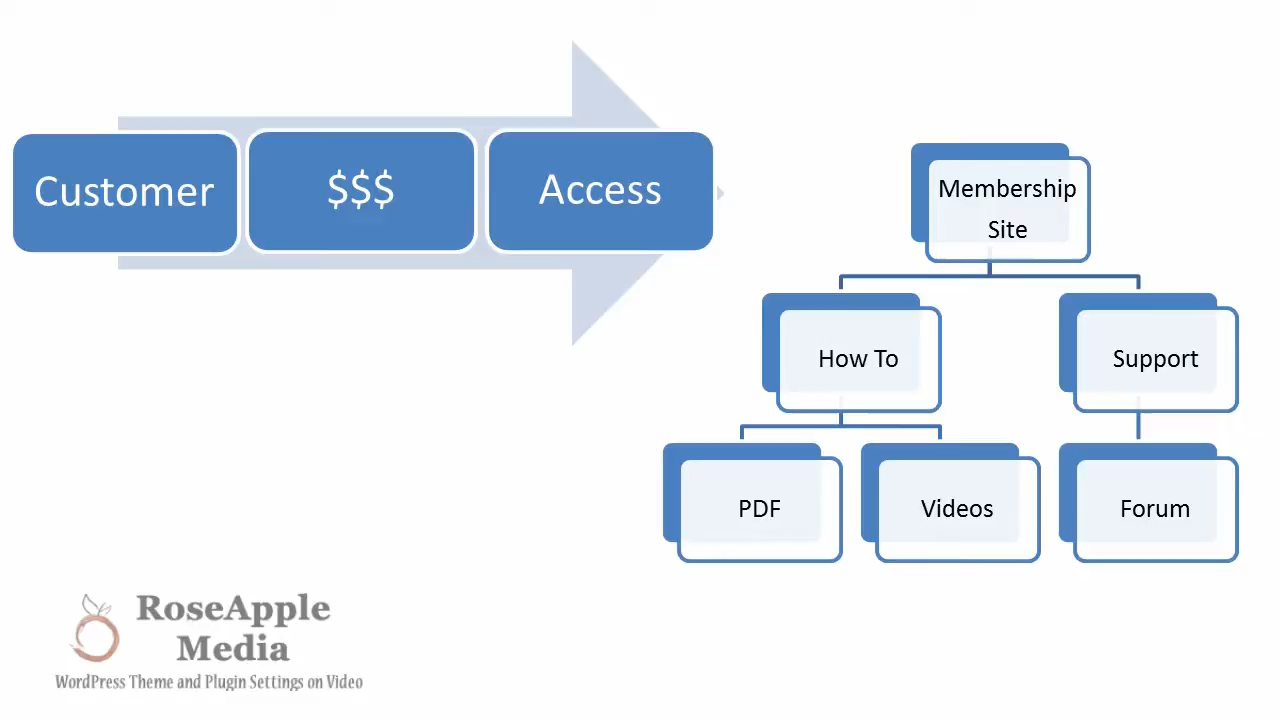 Customer
$$$
Access
Membership
Site
How To
Support
PDF
Videos
Forum
RoseApple
Media
WordPress Theme and Plugin Settings on Video